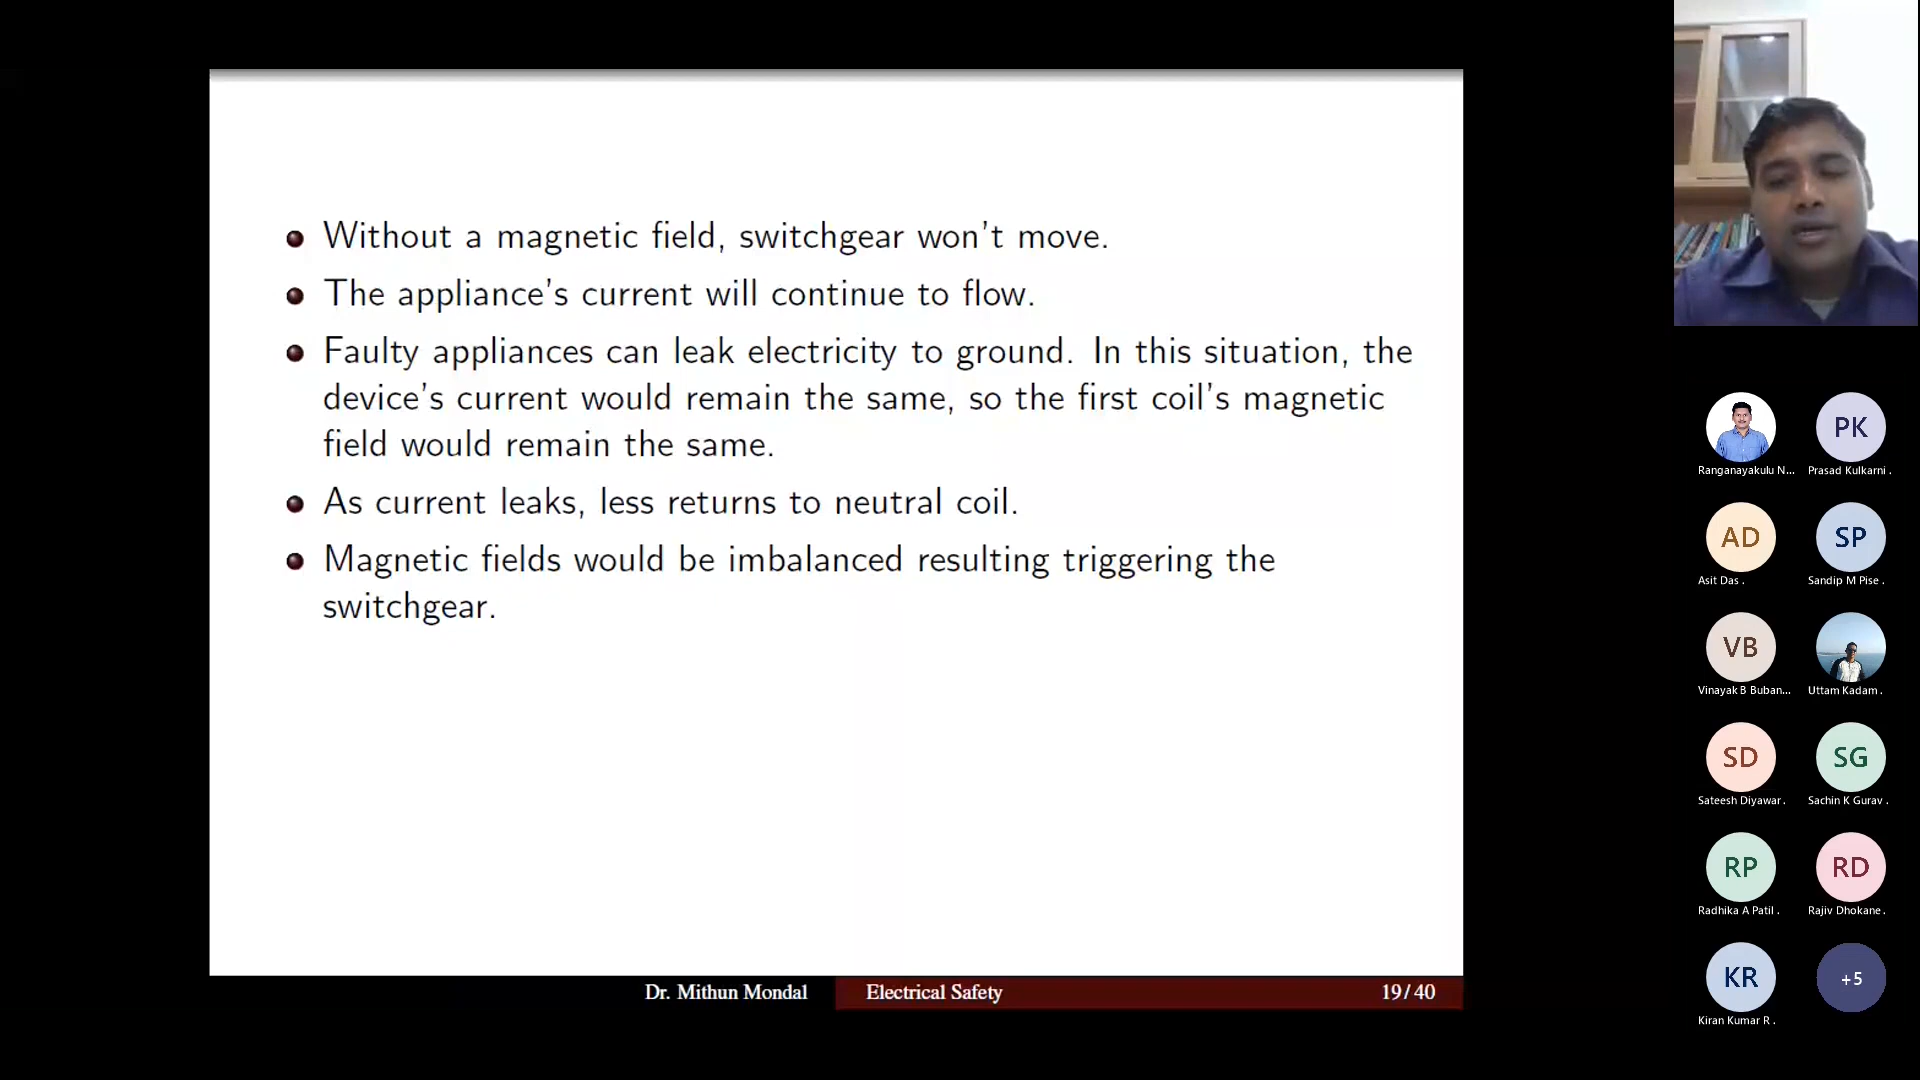 Without a magnetic field, switchgear won't move.
The appliance's current will continue to flow.
Faulty appliances can leak electricity to ground. In this situation, the
device's current would remain the same, so the first coil's magnetic
field would remain the same.
As current leaks, less returns to neutral coil.
Magnetic fields would be imbalanced resulting triggering the
switchgear.
Dr. Mithun Mondal
Electrical Safety
19/40
Ranganayakulu N...
PK
Prasad Kulkarni .
AD
Asit Das .
SP
Sandip M Pise .
VB
Vinayak B Buban...
Uttam Kadam .
SD
Sateesh Diyawar .
SG
Sachin K Gurav .
RP
Radhika A Patil .
RD
Rajiv Dhokane .
KR
Kiran Kumar R .
+5